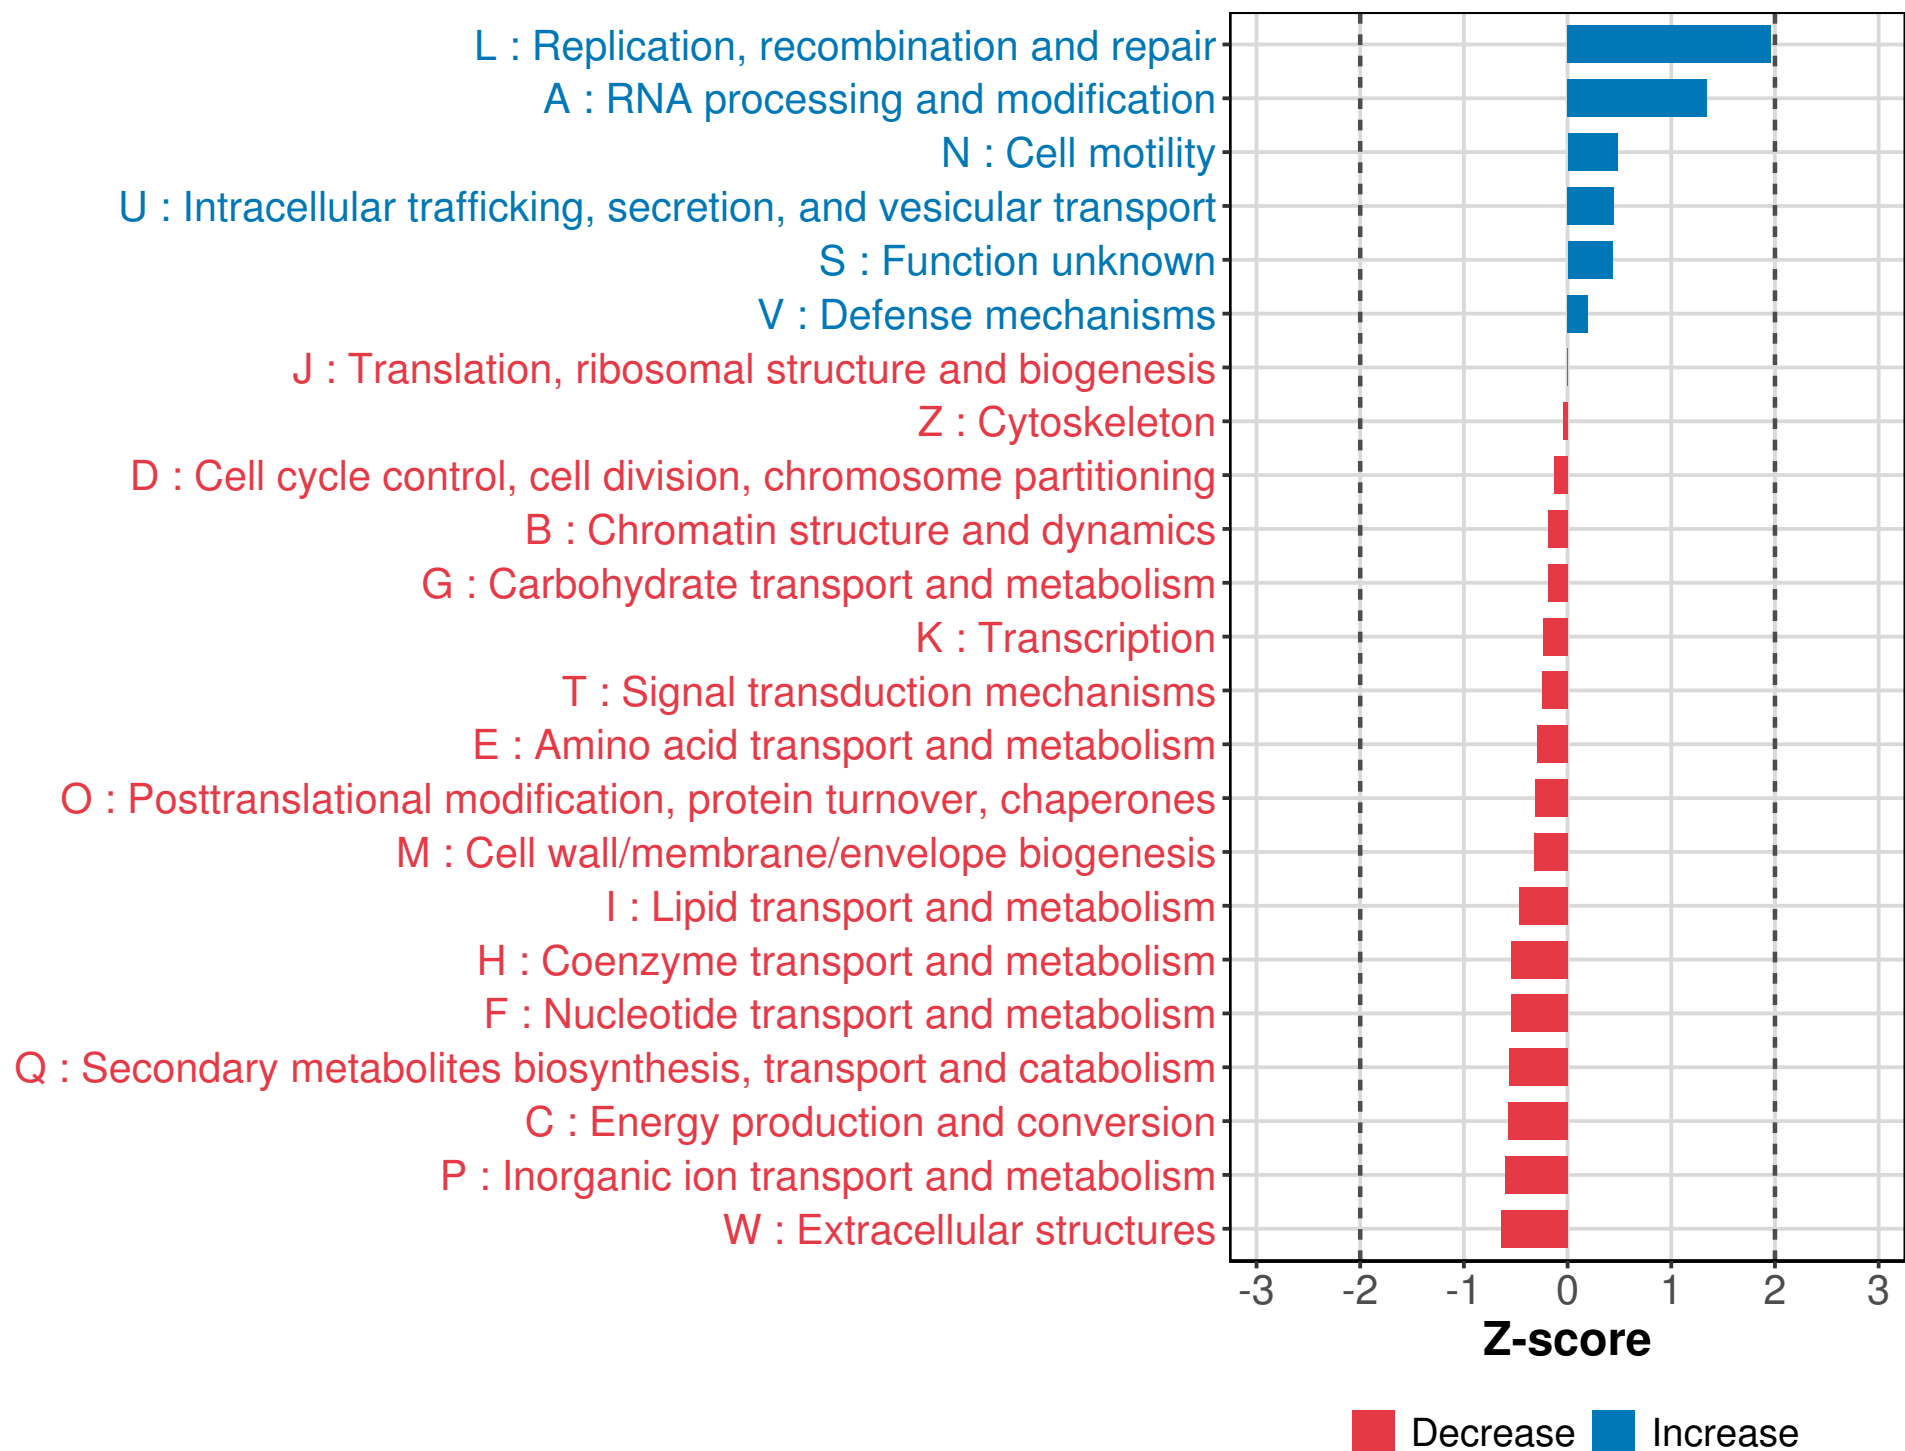 L : Replication, recombination and repair
A : RNA processing and modification
N : Cell motility
U : Intracellular trafficking, secretion, and vesicular transport
S : Function unknown
V : Defense mechanisms
J : Translation, ribosomal structure and biogenesis
Z : Cytoskeleton
D : Cell cycle control, cell division, chromosome partitioning
B : Chromatin structure and dynamics
G : Carbohydrate transport and metabolism
K : Transcription
T : Signal transduction mechanisms
E : Amino acid transport and metabolism
O : Posttranslational modification, protein turnover, chaperones
M : Cell wall/membrane/envelope biogenesis
I : Lipid transport and metabolism
H : Coenzyme transport and metabolism
F : Nucleotide transport and metabolism
Q : Secondary metabolites biosynthesis, transport and catabolism
C : Energy production and conversion
P : Inorganic ion transport and metabolism
W : Extracellular structures
-3 -2 -1 0 1 2 3
Z-score
Decrease Increase